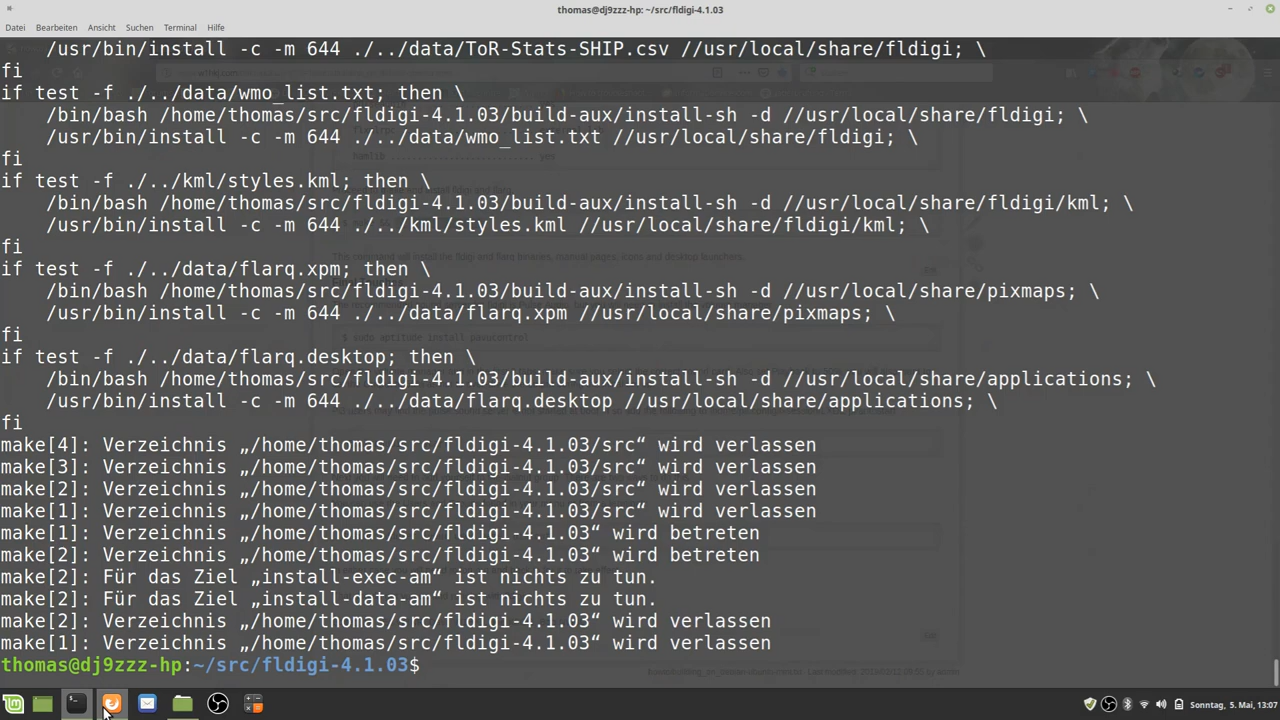 thomas@dj9zzz-hp: ~/src/fldigi-4.1.03
Datei Bearbeiten Ansicht Suchen Terminal Hilfe
/usr/bin/install -c -m 644 ./../data/ToR-Stats-SHIP.csv //usr/local/share/fldigi; \
fi
if test -f ./../data/wmo_list.txt; then \
/bin/bash /home/thomas/src/fldigi-4.1.03/build-aux/install-sh -d //usr/local/share/fldigi; \
/usr/bin/install -c -m 644 ./../data/wmo_list.txt //usr/local/share/fldigi; \
fi
if test -f ./../kml/styles.kml; then \
/bin/bash /home/thomas/src/fldigi-4.1.03/build-aux/install-sh -d //usr/local/share/fldigi/kml; \
/usr/bin/install -c -m 644 ./../kml/styles.kml //usr/local/share/fldigi/kml; \
fi
if test -f ./../data/flarq.xpm; then \
/bin/bash /home/thomas/src/fldigi-4.1.03/build-aux/install-sh -d //usr/local/share/pixmaps; \
/usr/bin/install -c -m 644 ./../data/flarq.xpm //usr/local/share/pixmaps; \
fi
if test -f ./../data/flarq.desktop; then \
/bin/bash /home/thomas/src/fldigi-4.1.03/build-aux/install-sh -d //usr/local/share/applications; \
/usr/bin/install -c -m 644 ./../data/flarq.desktop //usr/local/share/applications; \
fi
make[4]: Verzeichnis „/home/thomas/src/fldigi-4.1.03/src“ wird verlassen
make[3]: Verzeichnis „/home/thomas/src/fldigi-4.1.03/src“ wird verlassen
make[2]: Verzeichnis „/home/thomas/src/fldigi-4.1.03/src“ wird verlassen
make[1]: Verzeichnis „/home/thomas/src/fldigi-4.1.03/src“ wird verlassen
make[1]: Verzeichnis „/home/thomas/src/fldigi-4.1.03“ wird betreten
make[2]: Verzeichnis „/home/thomas/src/fldigi-4.1.03“ wird betreten
make[2]: Für das Ziel „install-exec-am“ ist nichts zu tun.
make[2]: Für das Ziel „install-data-am“ ist nichts zu tun.
make[2]: Verzeichnis „/home/thomas/src/fldigi-4.1.03“ wird verlassen
make[1]: Verzeichnis „/home/thomas/src/fldigi-4.1.03“ wird verlassen
thomas@dj9zzz-hp:~/src/fldigi-4.1.03$
Sonntag, 5. Mai, 13:07